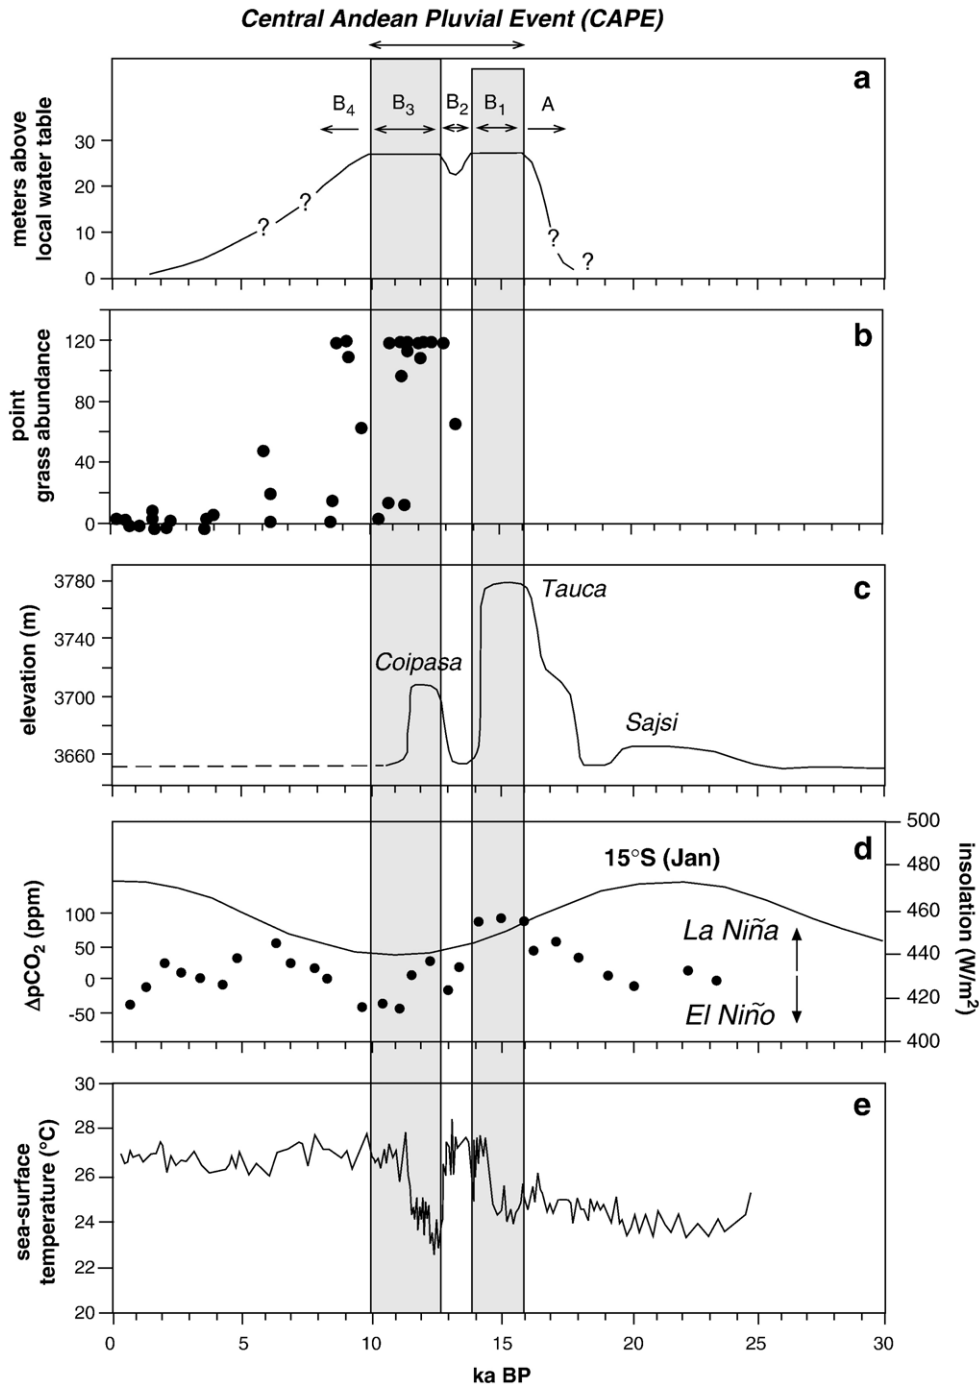 Central Andean Pluvial Event (CAPE)
a
B4 B3 B2 B1 A
meters above
local water table
30
20
10
0
? ? ? ?
b
point
grass abundance
120
80
40
0
c
elevation (m)
3780
3740
3700
3660
Tauca
Coipasa
Sajsi
d
15°S (Jan)
ΔpCO2 (ppm)
100
50
0
-50
La Niña
El Niño
500
480
460
440
420
400
insolation (W/m²)
e
sea-surface
temperature (°C)
30
28
26
24
22
20
0 5 10 15 20 25 30
ka BP